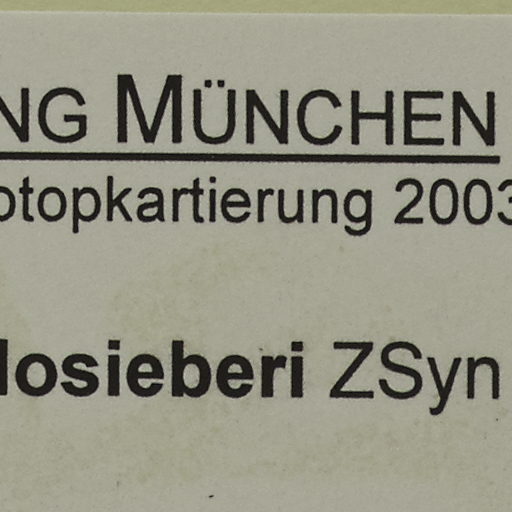 NG MÜNCHEN
otopkartierung 2003
losieberi ZSyn